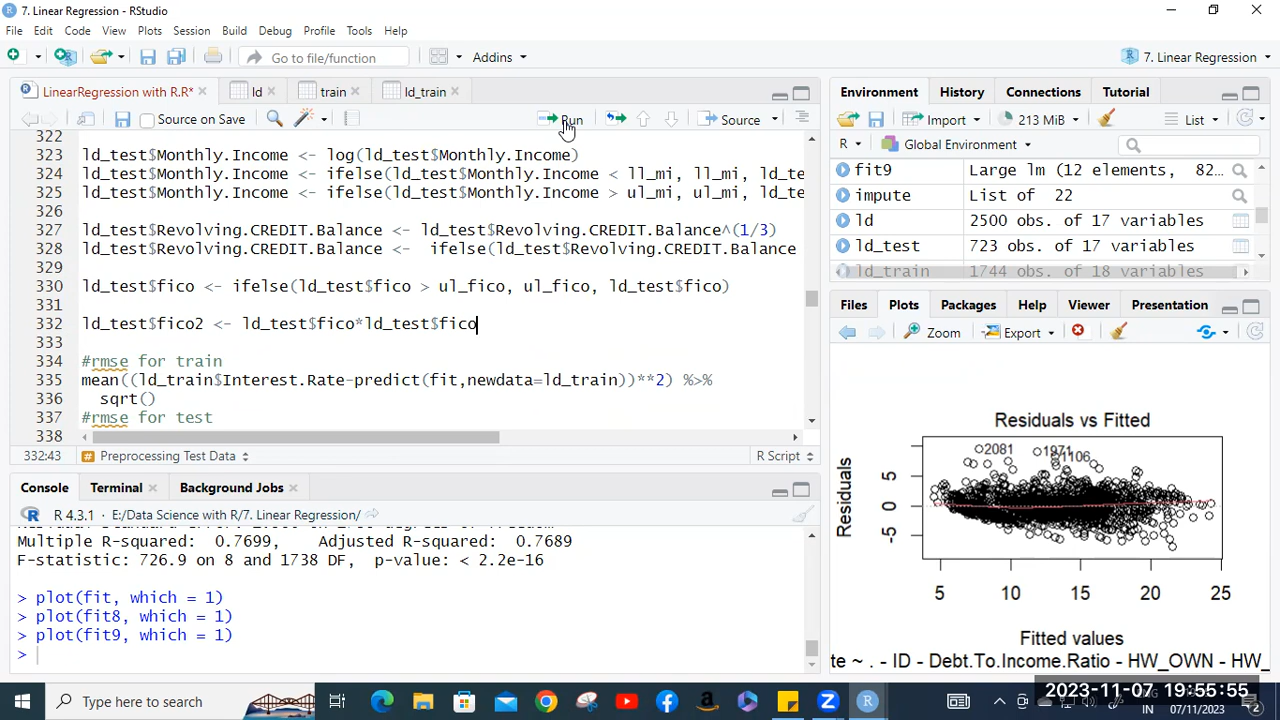 7. Linear Regression - RStudio
File Edit Code View Plots Session Build Debug Profile Tools Help
Go to file/function Addins 7. Linear Regression
LinearRegression with R.R* ld train ld_train
Source on Save Run Source
322
323 ld_test$Monthly.Income <- log(ld_test$Monthly.Income)
324 ld_test$Monthly.Income <- ifelse(ld_test$Monthly.Income < ll_mi, ll_mi, ld_te
325 ld_test$Monthly.Income <- ifelse(ld_test$Monthly.Income > ul_mi, ul_mi, ld_te
326
327 ld_test$Revolving.CREDIT.Balance <- ld_test$Revolving.CREDIT.Balance^(1/3)
328 ld_test$Revolving.CREDIT.Balance <-  ifelse(ld_test$Revolving.CREDIT.Balance
329
330 ld_test$fico <- ifelse(ld_test$fico > ul_fico, ul_fico, ld_test$fico)
331
332 ld_test$fico2 <- ld_test$fico*ld_test$fico
333
334 #rmse for train
335 mean((ld_train$Interest.Rate-predict(fit,newdata=ld_train))**2) %>%
336   sqrt()
337 #rmse for test
338
332:43 # Preprocessing Test Data R Script
Console Terminal Background Jobs
R 4.3.1 · E:/Data Science with R/7. Linear Regression/
Multiple R-squared:  0.7699,    Adjusted R-squared:  0.7689
F-statistic: 726.9 on 8 and 1738 DF,  p-value: < 2.2e-16
> plot(fit, which = 1)
> plot(fit8, which = 1)
> plot(fit9, which = 1)
>
Environment History Connections Tutorial
Import 213 MiB List
R Global Environment
fit9 Large lm (12 elements, 82…
impute List of 22
ld 2500 obs. of 17 variables
ld_test 723 obs. of 17 variables
ld_train 1744 obs. of 18 variables
Files Plots Packages Help Viewer Presentation
Zoom Export
Residuals vs Fitted
2081 1971 1106
Residuals
5
0
-5
5 10 15 20 25
Fitted values
te ~ . - ID - Debt.To.Income.Ratio - HW_OWN - HW_
Type here to search
2023-11-07 19:55:55
IN 07/11/2023 2